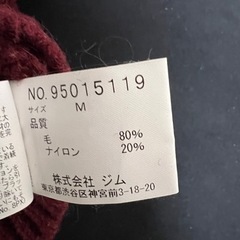 NO.95015119
サイズ
M
品質
毛 80%
ナイロン 20%
株式会社 ジム
東京都渋谷区神宮前3-18-20